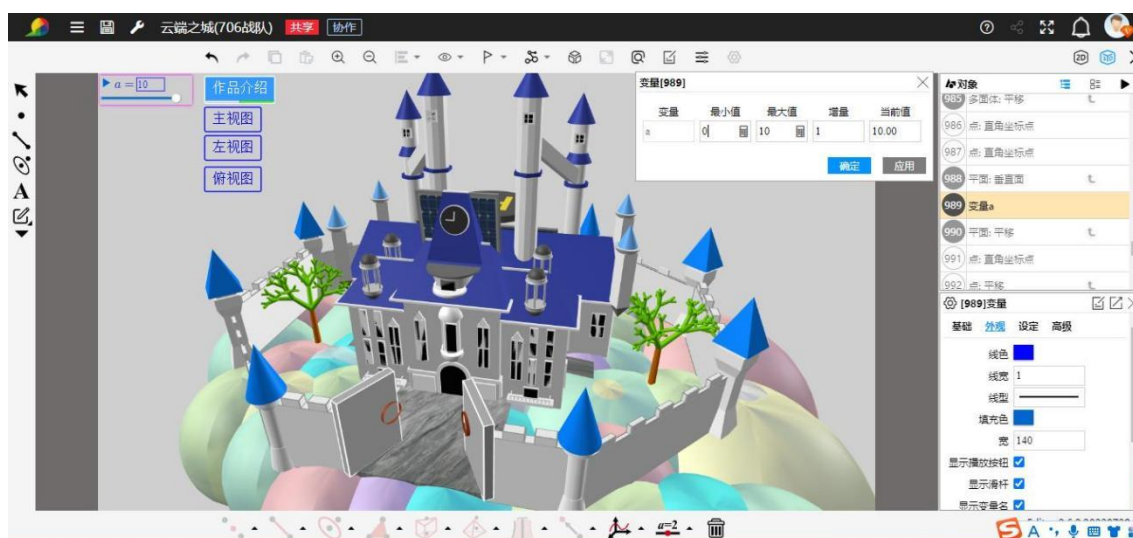 云端之城(706战队) 共享 协作
2D
a = 10
作品介绍
主视图
左视图
俯视图
变量[989]
变量 最小值 最大值 增量 当前值
a 0 10 1 10.00
确定 应用
对象
985 多面体: 平移
986 点: 直角坐标点
987 点: 直角坐标点
988 平面: 垂直面
989 变量a
990 平面: 平移
991 点: 直角坐标点
992 点: 平移
[989]变量
基础 外观 设定 高级
线色
线宽 1
线型
填充色
宽 140
显示播放按钮
显示滑杆
显示变量名
A
a=2
S A